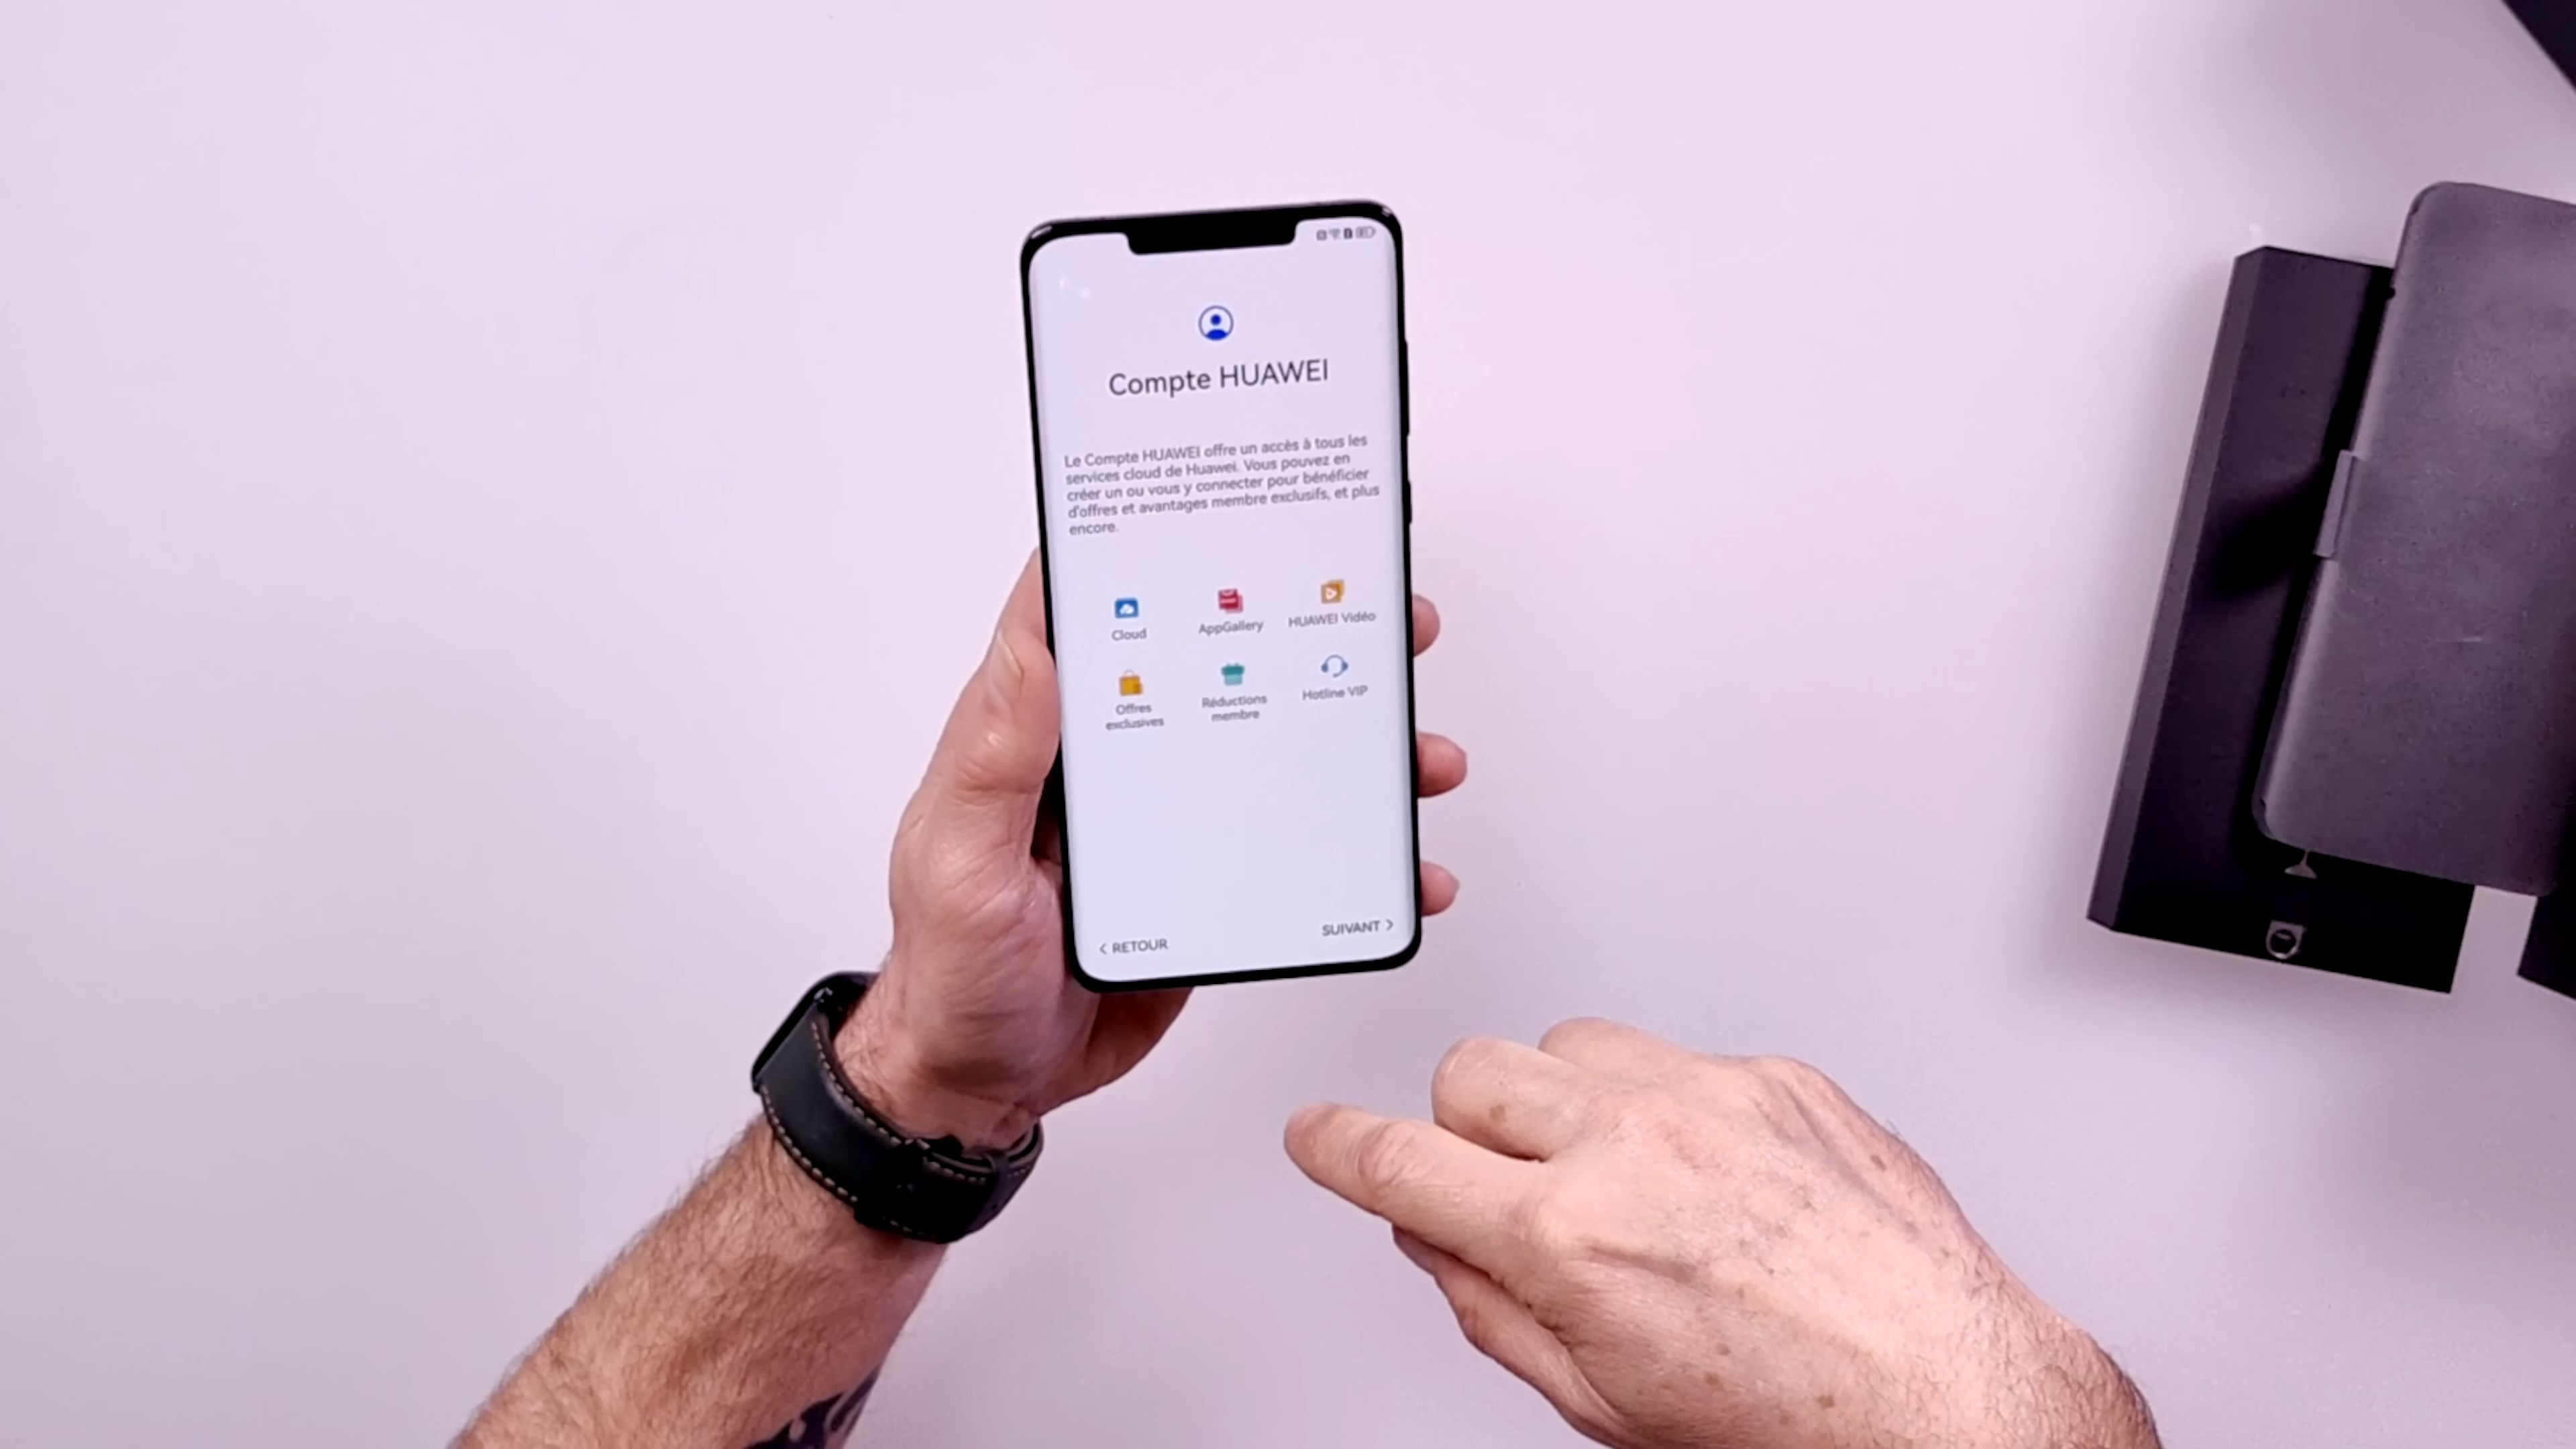 Compte HUAWEI
Le Compte HUAWEI offre un accès à tous les
services cloud de Huawei. Vous pouvez en
créer un ou vous y connecter pour bénéficier
d'offres et avantages membre exclusifs, et plus
encore.
Cloud
AppGallery
HUAWEI Vidéo
Offres
exclusives
Réductions
membre
Hotline VIP
< RETOUR
SUIVANT >